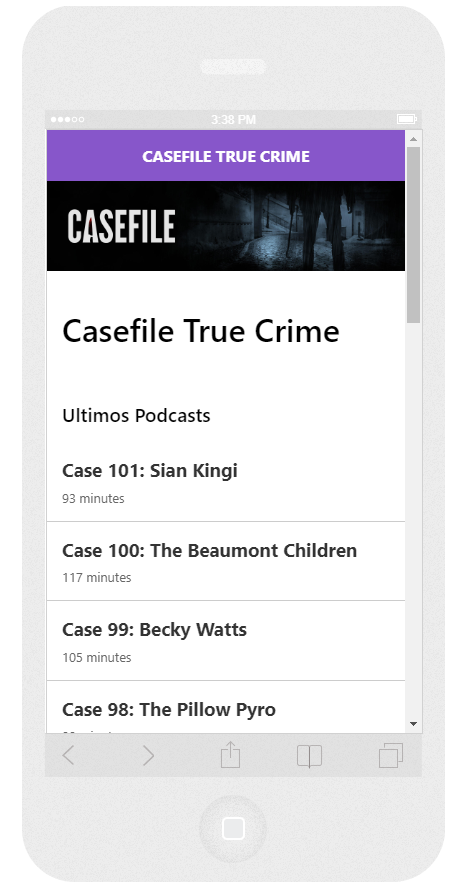 3:38 PM
CASEFILE TRUE CRIME
CASEFILE
Casefile True Crime
Ultimos Podcasts
Case 101: Sian Kingi
93 minutes
Case 100: The Beaumont Children
117 minutes
Case 99: Becky Watts
105 minutes
Case 98: The Pillow Pyro